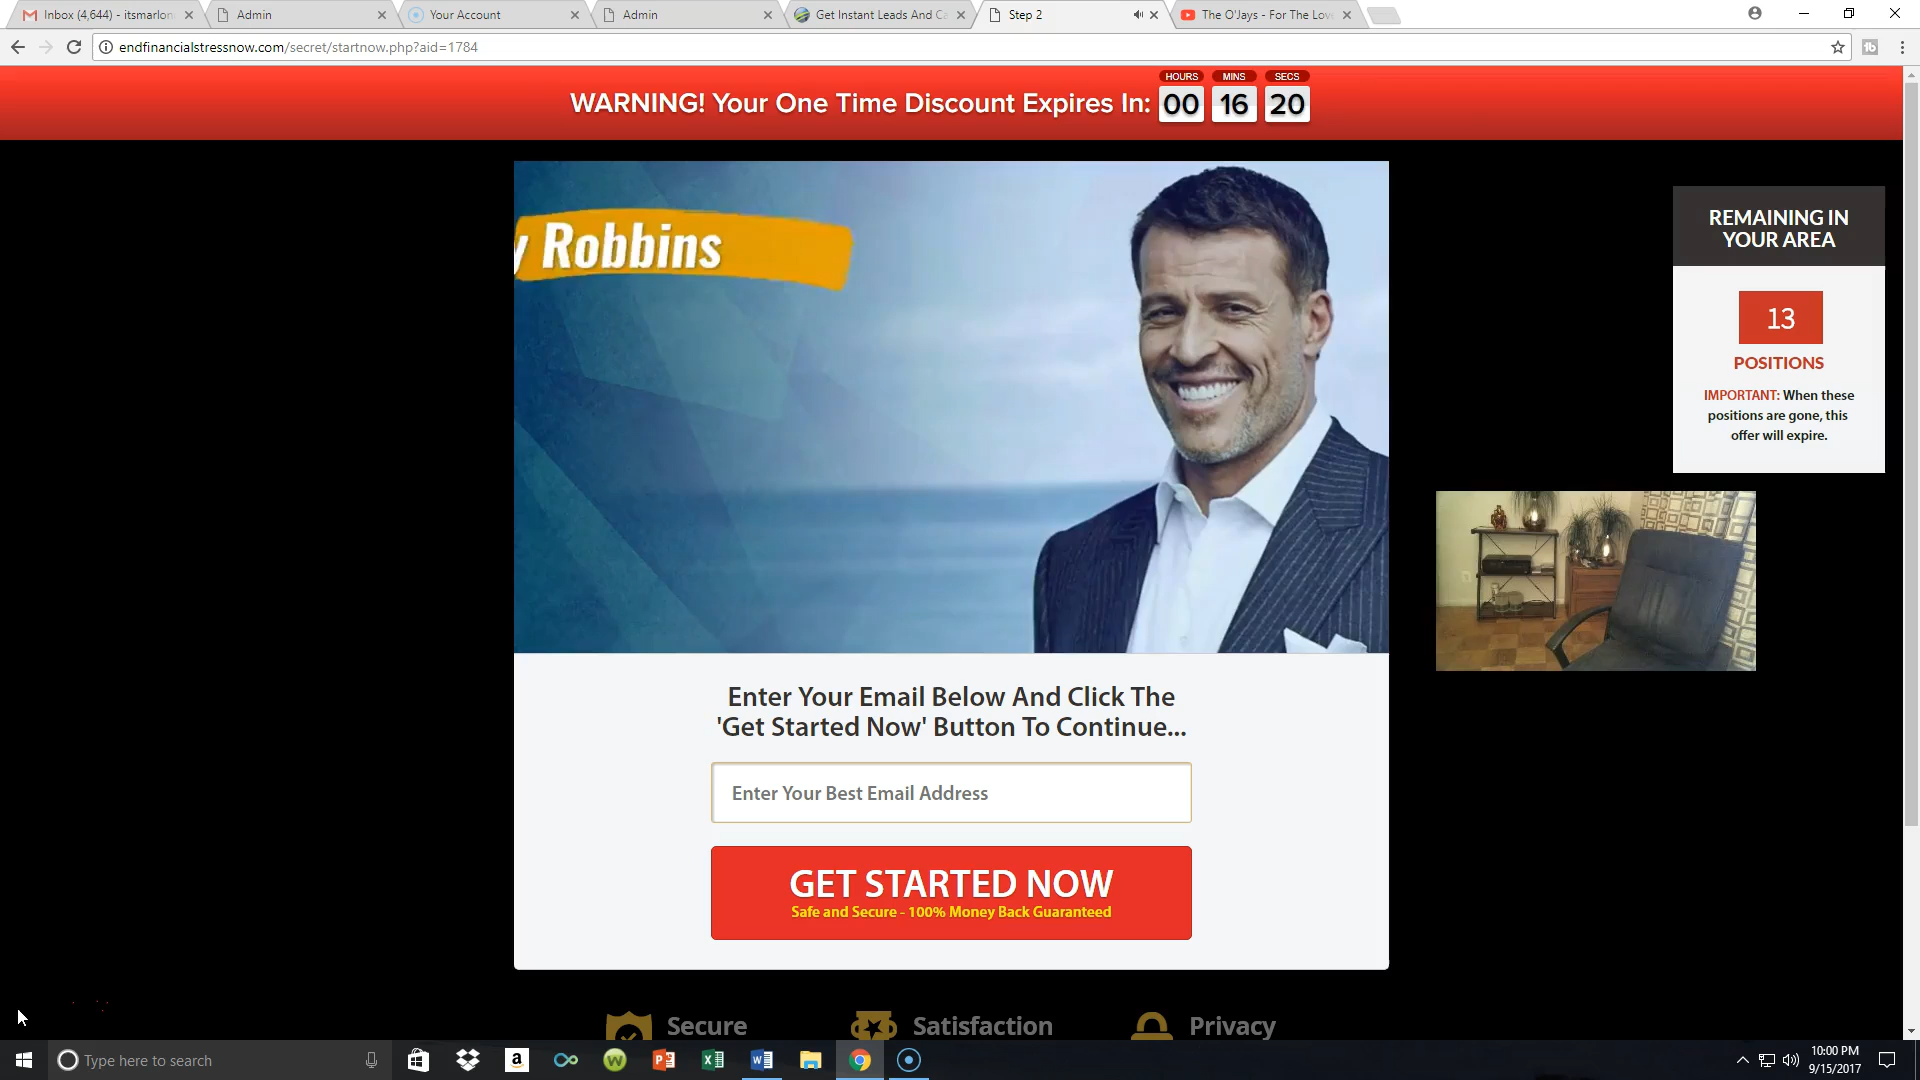 Inbox (4,644) - itsmarlon
Admin
Your Account
Admin
Get Instant Leads And Ca
Step 2
The O'Jays - For The Lov
endfinancialstressnow.com/secret/startnow.php?aid=1784
WARNING! Your One Time Discount Expires In:
HOURS MINS SECS
00 16 20
y Robbins
REMAINING IN
YOUR AREA
13
POSITIONS
IMPORTANT: When these
positions are gone, this
offer will expire.
Enter Your Email Below And Click The
'Get Started Now' Button To Continue...
Enter Your Best Email Address
GET STARTED NOW
Safe and Secure - 100% Money Back Guaranteed
Secure
Satisfaction
Privacy
Type here to search
10:00 PM
9/15/2017